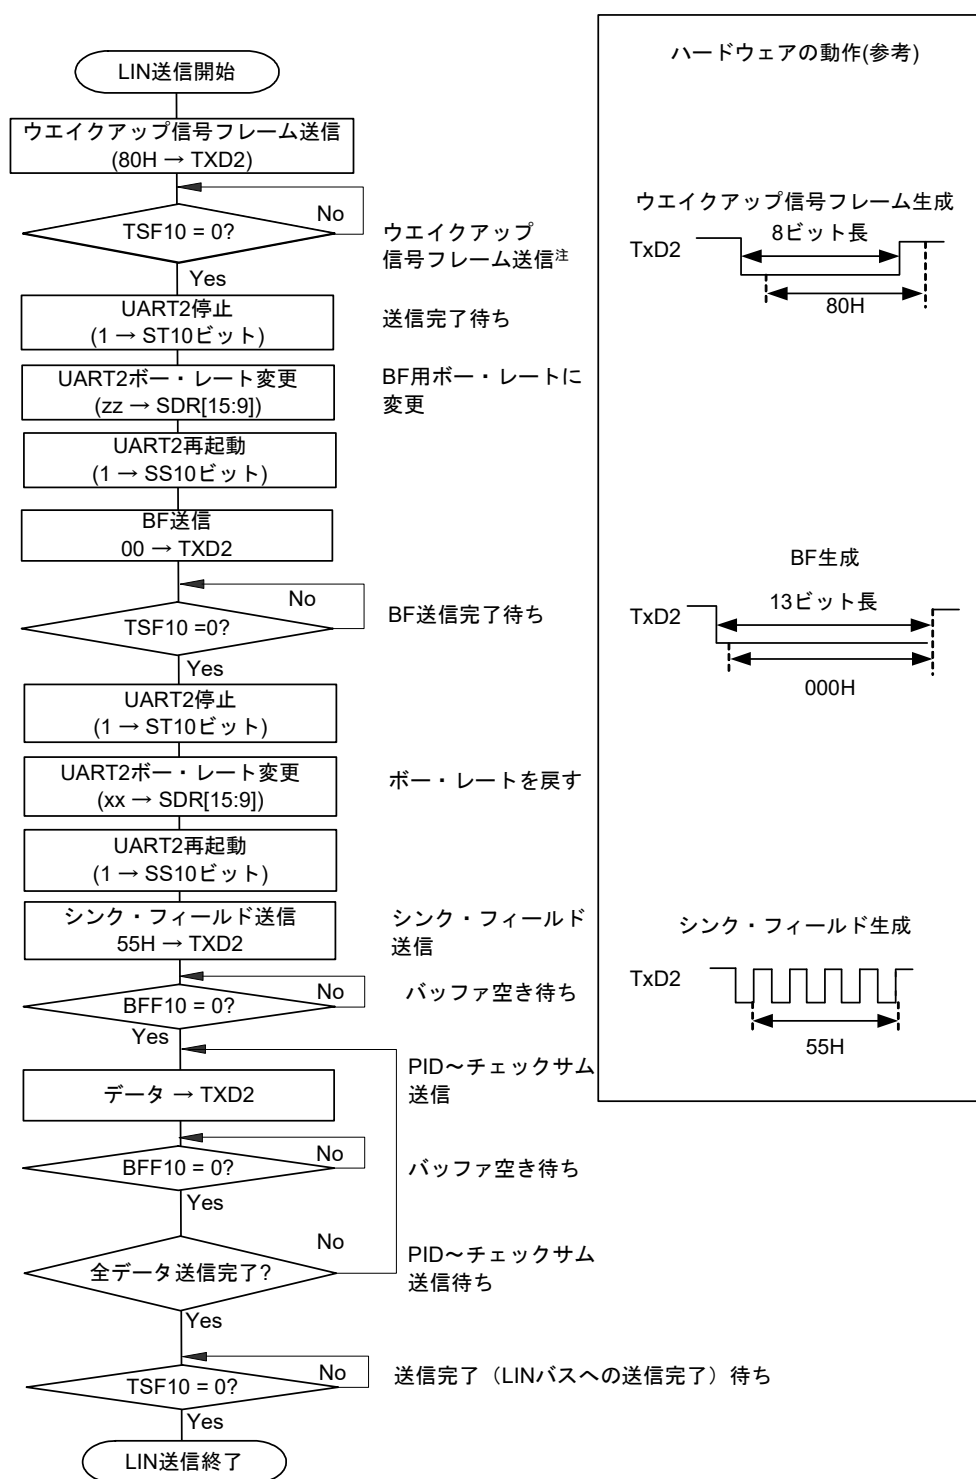 LIN送信開始
ウエイクアップ信号フレーム送信
(80H → TXD2)
No
TSF10 = 0?
ウエイクアップ
信号フレーム送信注
Yes
UART2停止
(1 → ST10ビット)
送信完了待ち
UART2ボー・レート変更
(zz → SDR[15:9])
BF用ボー・レートに
変更
UART2再起動
(1 → SS10ビット)
BF送信
00 → TXD2
No
TSF10 =0?
BF送信完了待ち
Yes
UART2停止
(1 → ST10ビット)
UART2ボー・レート変更
(xx → SDR[15:9])
ボー・レートを戻す
UART2再起動
(1 → SS10ビット)
シンク・フィールド送信
55H → TXD2
シンク・フィールド
送信
No
BFF10 = 0?
バッファ空き待ち
Yes
PID～チェックサム
送信
データ → TXD2
No
BFF10 = 0?
バッファ空き待ち
Yes
No
全データ送信完了?
PID～チェックサム
送信待ち
Yes
No
TSF10 = 0?
送信完了（LINバスへの送信完了）待ち
Yes
LIN送信終了
ハードウェアの動作(参考)
ウエイクアップ信号フレーム生成
8ビット長
TxD2
80H
BF生成
13ビット長
TxD2
000H
シンク・フィールド生成
TxD2
55H